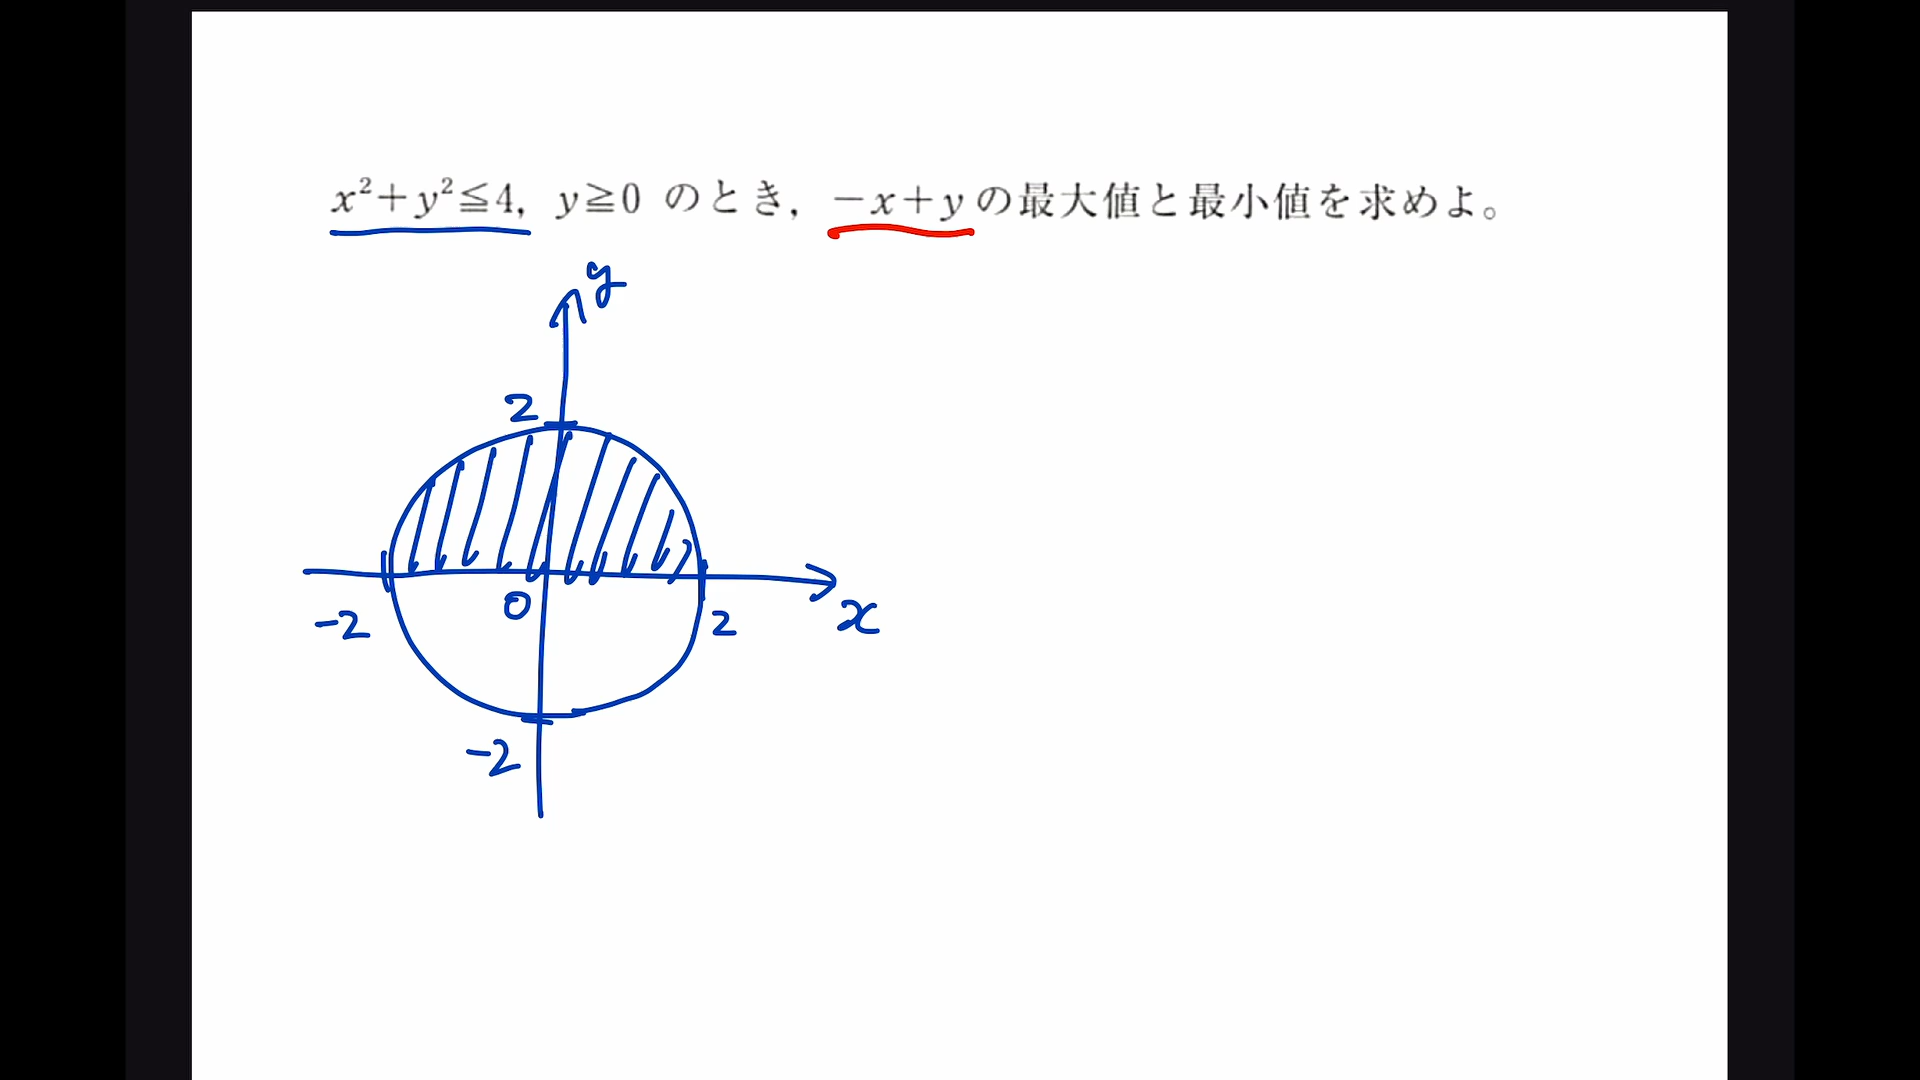 x²+y²≦4, y≧0 のとき, −x+yの最大値と最小値を求めよ。
y
2
-2 0 2 x
-2